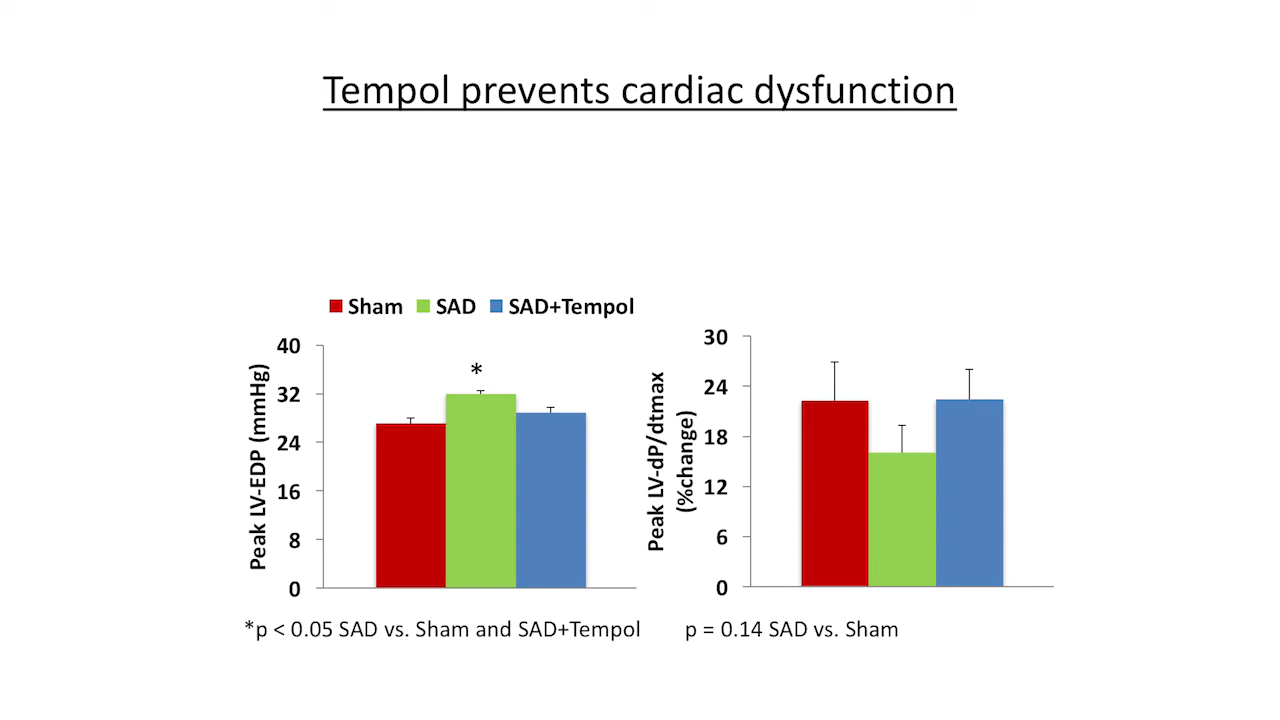 Tempol prevents cardiac dysfunction
Sham SAD SAD+Tempol
Peak LV-EDP (mmHg)
40
32
24
16
8
0
*
*p < 0.05 SAD vs. Sham and SAD+Tempol
Peak LV-dP/dtmax
(%change)
30
24
18
12
6
0
p = 0.14 SAD vs. Sham